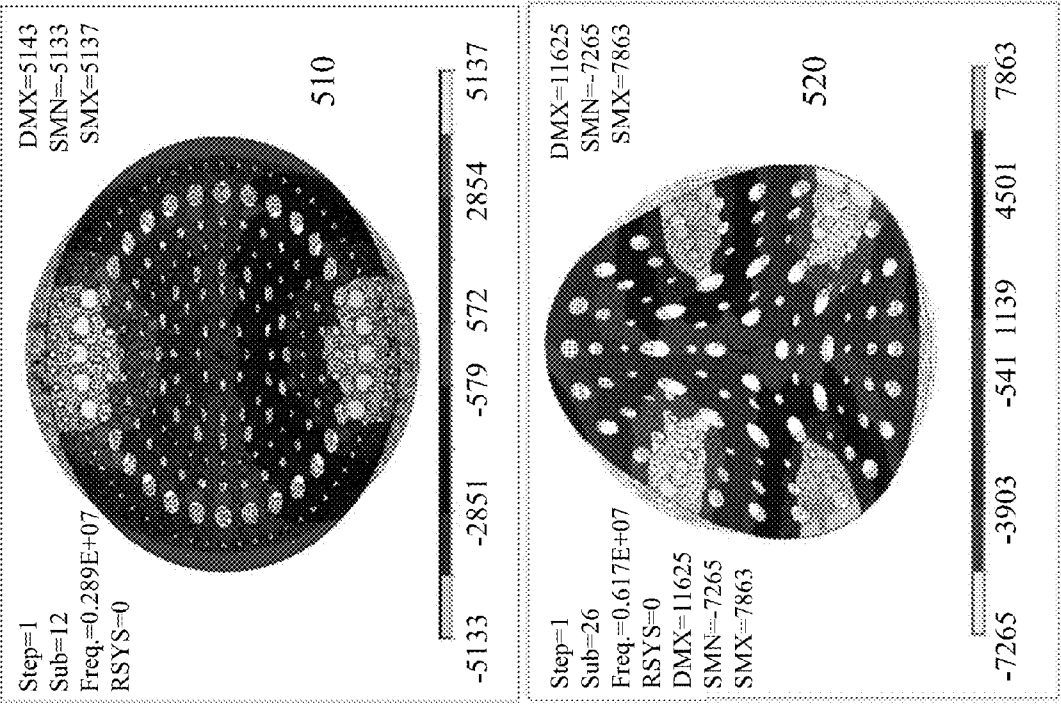 Step=1
Sub=12
Freq.=0.289E+07
RSYS=0
DMX=5143
SMN=-5133
SMX=5137
510
-5133 -2851 -579 572 2854 5137
Step=1
Sub=26
Freq.=0.617E+07
RSYS=0
DMX=11625
SMN=-7265
SMX=7863
DMX=11625
SMN=-7265
SMX=7863
520
-7265 -3903 -541 1139 4501 7863